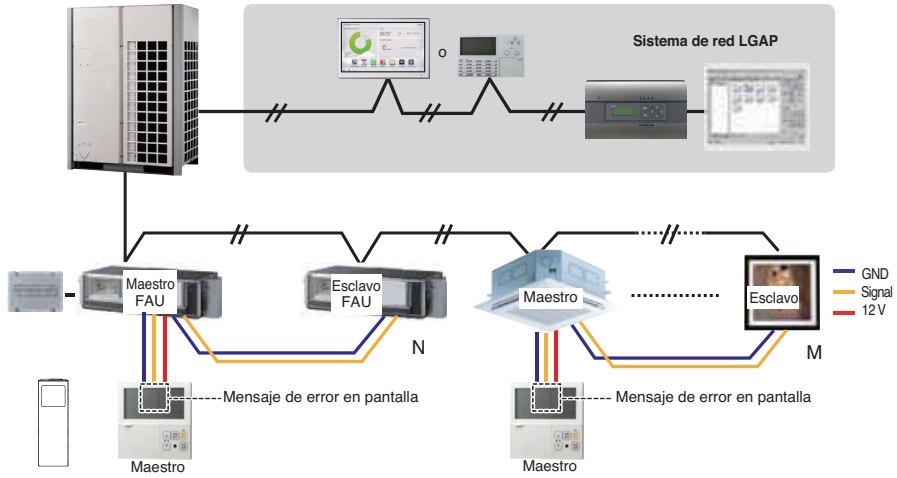 Sistema de red LGAP
o
Maestro
FAU
Esclavo
FAU
Maestro
Esclavo
GND
Signal
12 V
N
M
Mensaje de error en pantalla
Mensaje de error en pantalla
Maestro
Maestro